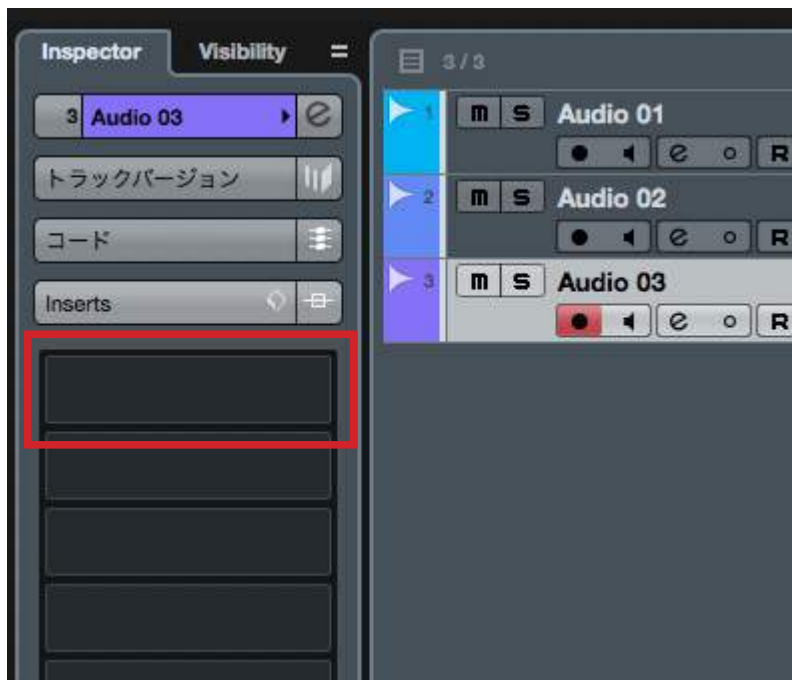 Inspector
Visibility
3 Audio 03
トラックバージョン
コード
Inserts
3 / 3
1 m S Audio 01
e R
2 m S Audio 02
e R
3 m S Audio 03
e R